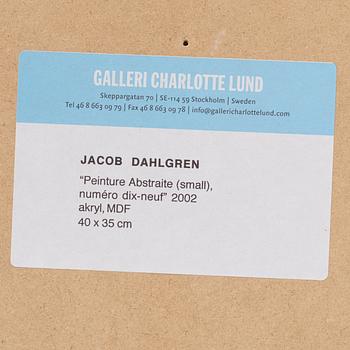 GALLERI CHARLOTTE LUND
Skeppargatan 70 | SE-114 59 Stockholm | Sweden
Tel 46 8 663 09 79 | Fax 46 8 663 09 78 | info@gallericharlottelund.com
JACOB DAHLGREN
“Peinture Abstraite (small),
numéro dix-neuf” 2002
akryl, MDF
40 x 35 cm